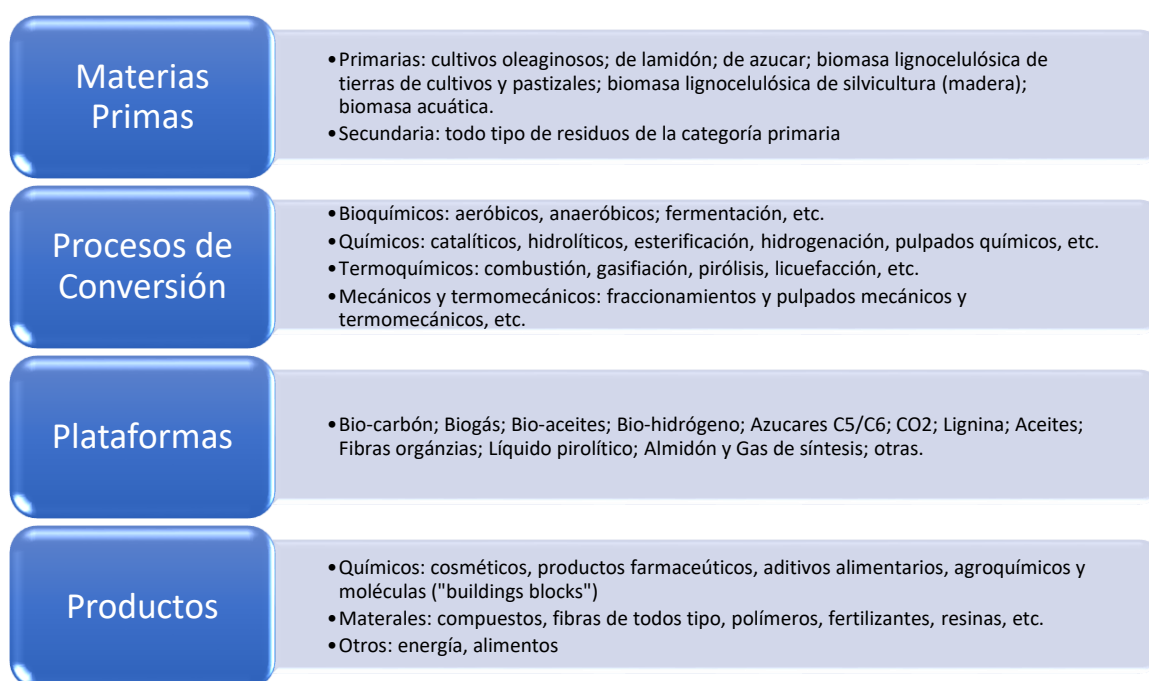 Materias
Primas
•Primarias: cultivos oleaginosos; de lamidón; de azucar; biomasa lignocelulósica de
tierras de cultivos y pastizales; biomasa lignocelulósica de silvicultura (madera);
biomasa acuática.
•Secundaria: todo tipo de residuos de la categoría primaria
Procesos de
Conversión
•Bioquímicos: aeróbicos, anaeróbicos; fermentación, etc.
•Químicos: catalíticos, hidrolíticos, esterificación, hidrogenación, pulpados químicos, etc.
•Termoquímicos: combustión, gasifiación, pirólisis, licuefacción, etc.
•Mecánicos y termomecánicos: fraccionamientos y pulpados mecánicos y
termomecánicos, etc.
Plataformas
•Bio-carbón; Biogás; Bio-aceites; Bio-hidrógeno; Azucares C5/C6; CO2; Lignina; Aceites;
Fibras orgánzias; Líquido pirolítico; Almidón y Gas de síntesis; otras.
Productos
•Químicos: cosméticos, productos farmaceúticos, aditivos alimentarios, agroquímicos y
moléculas ("buildings blocks")
•Materales: compuestos, fibras de todos tipo, polímeros, fertilizantes, resinas, etc.
•Otros: energía, alimentos